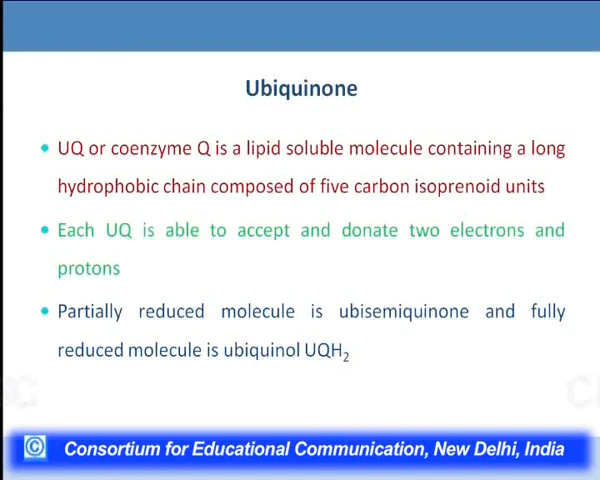 Ubiquinone
UQ or coenzyme Q is a lipid soluble molecule containing a long
hydrophobic chain composed of five carbon isoprenoid units
Each UQ is able to accept and donate two electrons and
protons
Partially reduced molecule is ubisemiquinone and fully
reduced molecule is ubiquinol UQH₂
© Consortium for Educational Communication, New Delhi, India